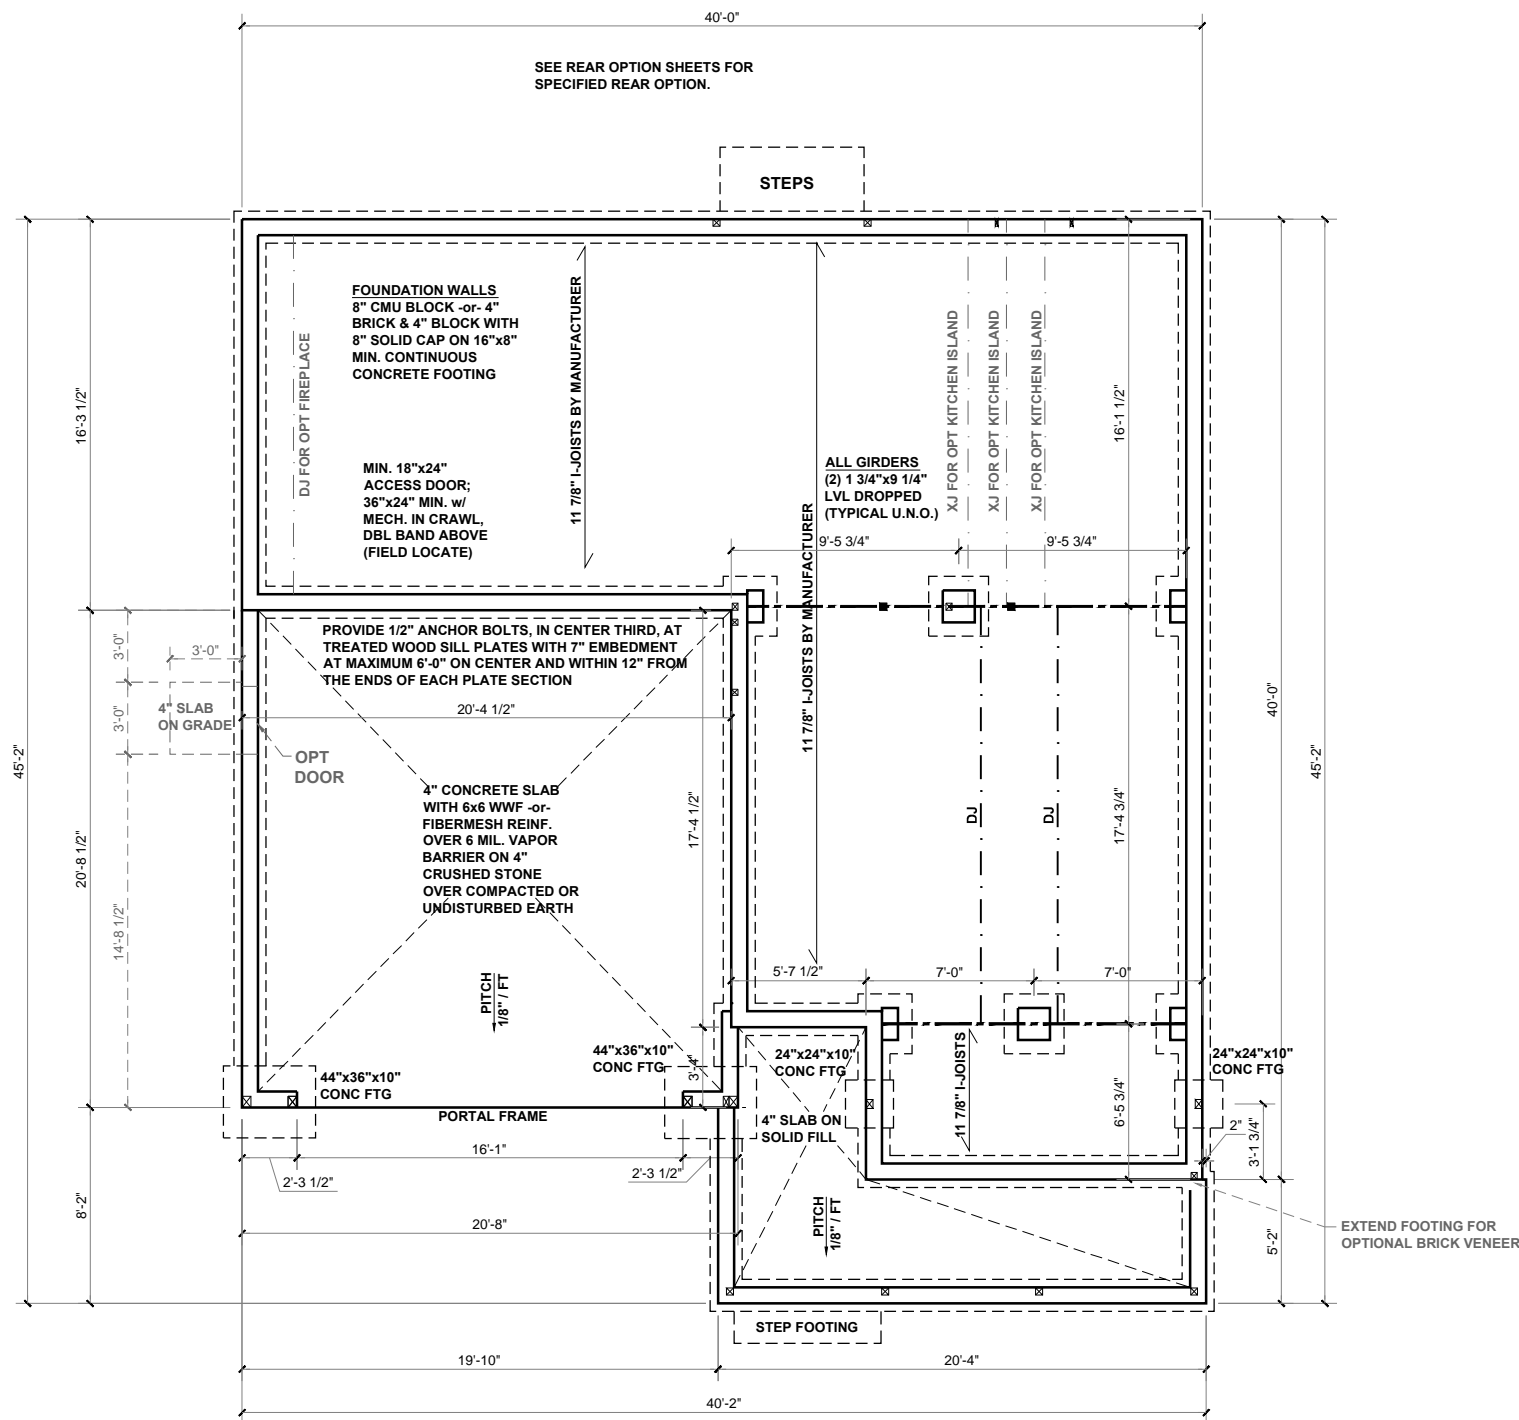 40'-0"
SEE REAR OPTION SHEETS FOR
SPECIFIED REAR OPTION.
STEPS
FOUNDATION WALLS
8" CMU BLOCK -or- 4"
BRICK & 4" BLOCK WITH
8" SOLID CAP ON 16"x8"
MIN. CONTINUOUS
CONCRETE FOOTING
DJ FOR OPT FIREPLACE
11 7/8" I-JOISTS BY MANUFACTURER
XJ FOR OPT KITCHEN ISLAND
XJ FOR OPT KITCHEN ISLAND
XJ FOR OPT KITCHEN ISLAND
16'-3 1/2"
16'-1 1/2"
MIN. 18"x24"
ACCESS DOOR;
36"x24" MIN. w/
MECH. IN CRAWL,
DBL BAND ABOVE
(FIELD LOCATE)
ALL GIRDERS
(2) 1 3/4"x9 1/4"
LVL DROPPED
(TYPICAL U.N.O.)
11 7/8" I-JOISTS BY MANUFACTURER
9'-5 3/4"
9'-5 3/4"
PROVIDE 1/2" ANCHOR BOLTS, IN CENTER THIRD, AT
TREATED WOOD SILL PLATES WITH 7" EMBEDMENT
AT MAXIMUM 6'-0" ON CENTER AND WITHIN 12" FROM
THE ENDS OF EACH PLATE SECTION
3'-0"
3'-0"
3'-0"
4" SLAB
ON GRADE
20'-4 1/2"
OPT
DOOR
45'-2"
40'-0"
45'-2"
4" CONCRETE SLAB
WITH 6x6 WWF -or-
FIBERMESH REINF.
OVER 6 MIL. VAPOR
BARRIER ON 4"
CRUSHED STONE
OVER COMPACTED OR
UNDISTURBED EARTH
17'-4 1/2"
DJ
DJ
17'-4 3/4"
20'-8 1/2"
14'-8 1/2"
PITCH
1/8" / FT
5'-7 1/2"
7'-0"
7'-0"
44"x36"x10"
CONC FTG
44"x36"x10"
CONC FTG
3'-4"
24"x24"x10"
CONC FTG
11 7/8" I-JOISTS
24"x24"x10"
CONC FTG
PORTAL FRAME
4" SLAB ON
SOLID FILL
6'-5 3/4"
2"
3'-1 3/4"
16'-1"
2'-3 1/2"
2'-3 1/2"
8'-2"
20'-8"
PITCH
1/8" / FT
5'-2"
EXTEND FOOTING FOR
OPTIONAL BRICK VENEER
STEP FOOTING
19'-10"
20'-4"
40'-2"